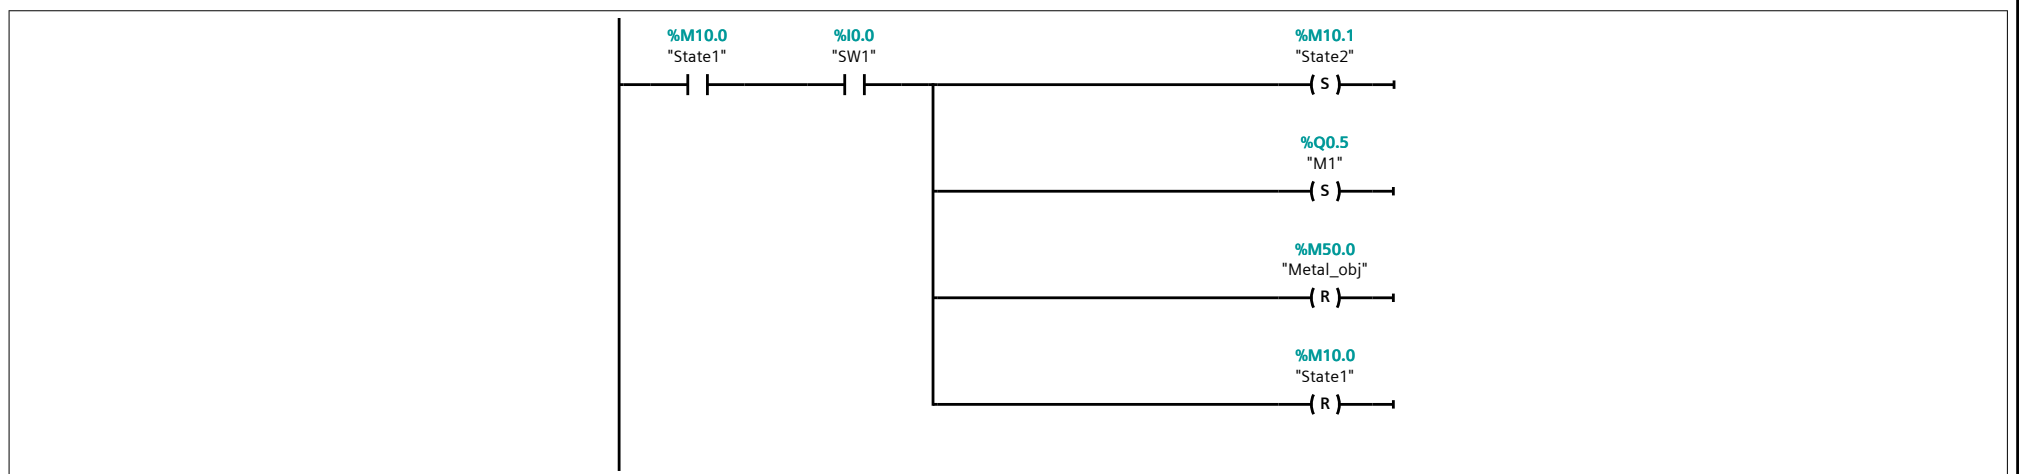 %M10.0
"State1"
%I0.0
"SW1"
%M10.1
"State2"
S
%Q0.5
"M1"
S
%M50.0
"Metal_obj"
R
%M10.0
"State1"
R